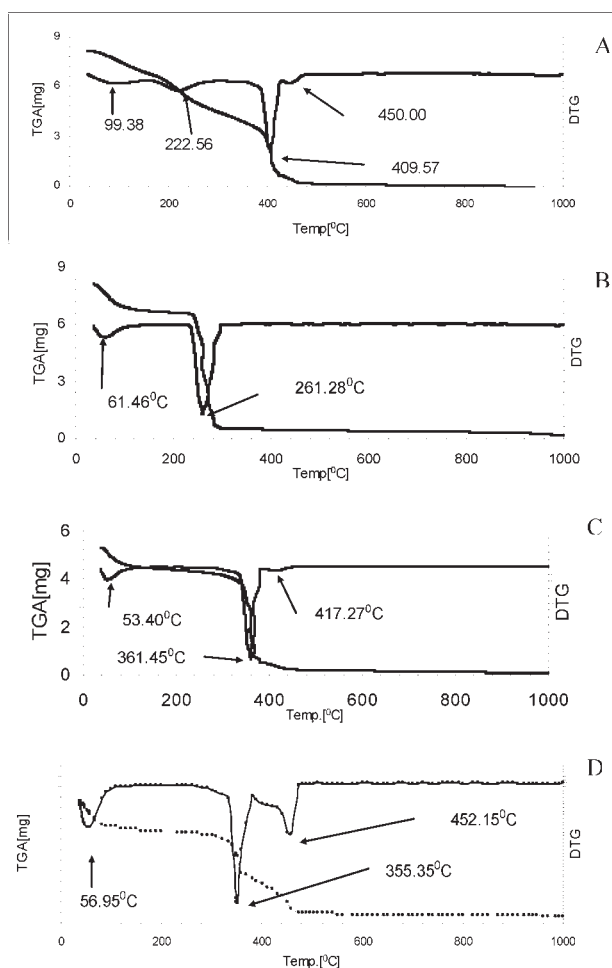 A
9
6
3
0
TGA[mg]
DTG
99.38
222.56
450.00
409.57
0 200 400 600 800 1000
Temp[⁰C]
B
9
6
3
0
TGA[mg]
DTG
61.46⁰C
261.28⁰C
0 200 400 600 800 1000
Temp[⁰C]
C
6
4
2
0
TGA[mg]
DTG
53.40⁰C
417.27⁰C
361.45⁰C
0 200 400 600 800 1000
Temp.[⁰C]
D
TGA[mg]
DTG
452.15⁰C
355.35⁰C
56.95⁰C
0 200 400 600 800 1000
Temp.[⁰C]